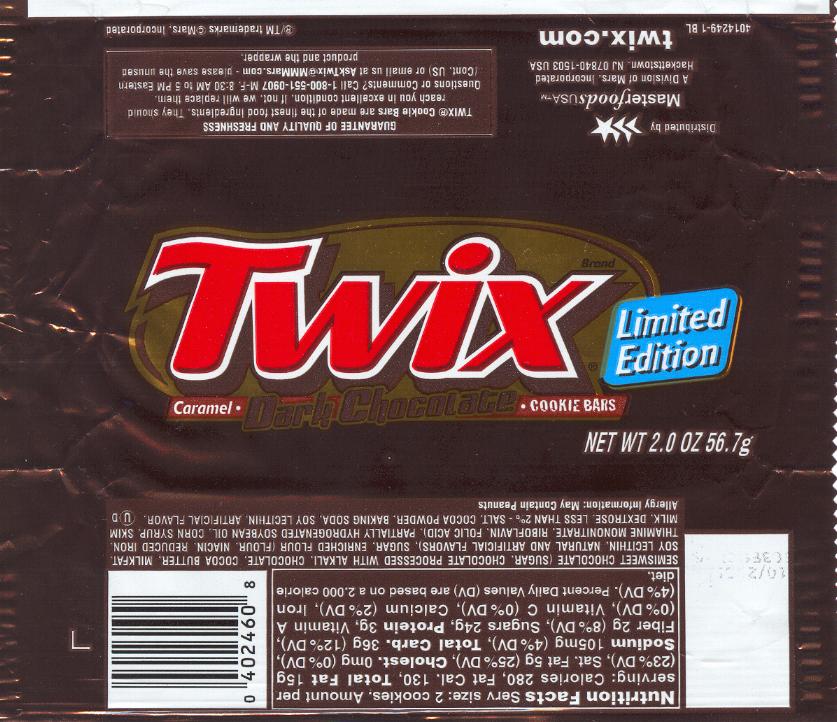 4014249-1 BL
twix.com
®/TM trademarks ©Mars, Incorporated
Distributed by
MasterfoodsUSA™
A Division of Mars, Incorporated
Hackettstown, NJ 07840-1503 USA
GUARANTEE OF QUALITY AND FRESHNESS
TWIX® Cookie Bars are made of the finest food ingredients. They should
reach you in excellent condition. If not, we will replace them.
Questions or Comments? Call 1-800-551-0907 M-F, 8:30 AM to 5 PM Eastern
(Cont. US) or email us at AskTwix@MMMars.com - please save the unused
product and the wrapper.
Brand
TWIX®
Limited
Edition
Caramel • Dark Chocolate • COOKIE BARS
NET WT 2.0 OZ 56.7g
SEMISWEET CHOCOLATE (SUGAR, CHOCOLATE PROCESSED WITH ALKALI, CHOCOLATE, COCOA BUTTER, MILKFAT,
SOY LECITHIN, NATURAL AND ARTIFICIAL FLAVORS), SUGAR, ENRICHED FLOUR (FLOUR, NIACIN, REDUCED IRON,
THIAMINE MONONITRATE, RIBOFLAVIN, FOLIC ACID), PARTIALLY HYDROGENATED SOYBEAN OIL, CORN SYRUP, SKIM
MILK, DEXTROSE, LESS THAN 2% - SALT, COCOA POWDER, BAKING SODA, SOY LECITHIN, ARTIFICIAL FLAVOR. Ⓤ D
Allergy Information: May Contain Peanuts
Nutrition Facts Serv size: 2 cookies, Amount per
serving: Calories 280, Fat Cal. 130, Total Fat 15g
(23% DV), Sat. Fat 5g (25% DV), Cholest. 0mg (0% DV),
Sodium 105mg (4% DV), Total Carb. 36g (12% DV),
Fiber 2g (8% DV), Sugars 24g, Protein 3g, Vitamin A
(0% DV), Vitamin C (0% DV), Calcium (2% DV), Iron
(4% DV). Percent Daily Values (DV) are based on a 2,000 calorie
diet.
0 402460 8